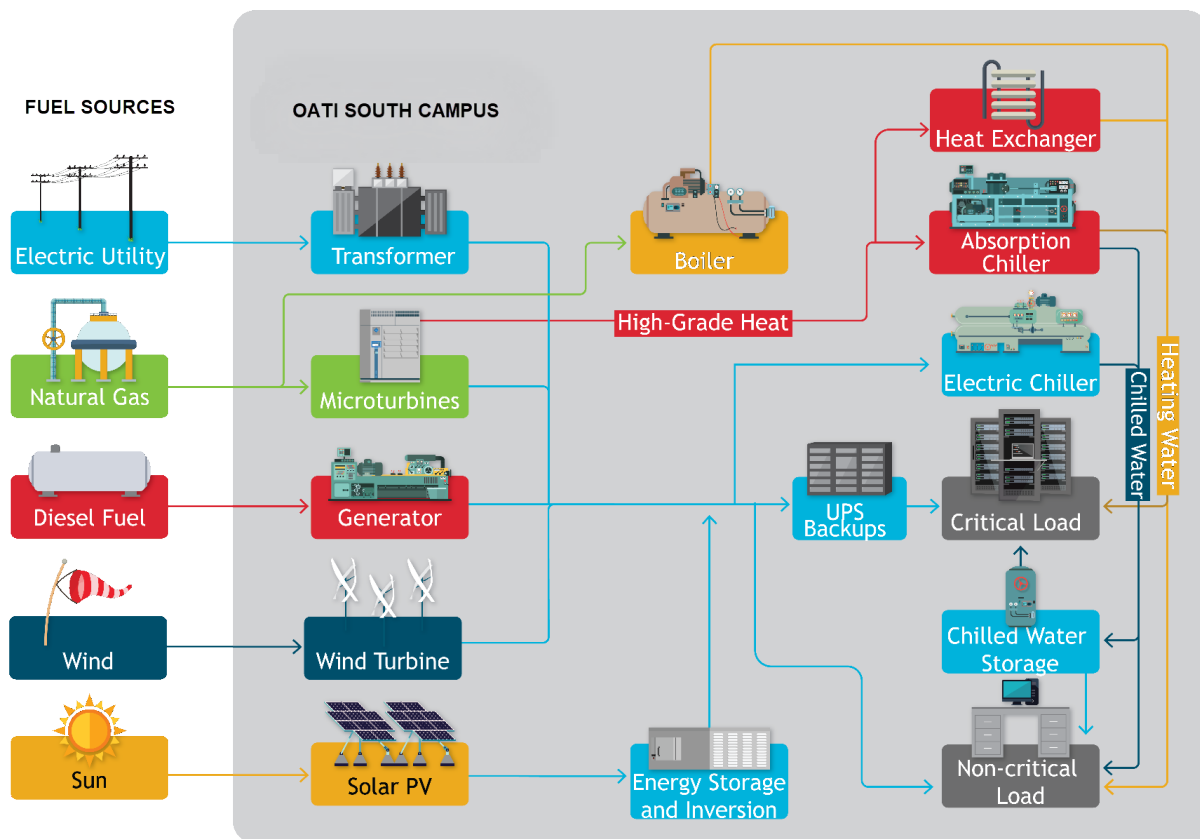 FUEL SOURCES
OATI SOUTH CAMPUS
Heat Exchanger
Electric Utility
Transformer
Boiler
Absorption
Chiller
High-Grade Heat
Natural Gas
Microturbines
Electric Chiller
Chilled Water
Heating Water
Diesel Fuel
Generator
UPS
Backups
Critical Load
Wind
Wind Turbine
Chilled Water
Storage
Sun
Solar PV
Energy Storage
and Inversion
Non-critical
Load